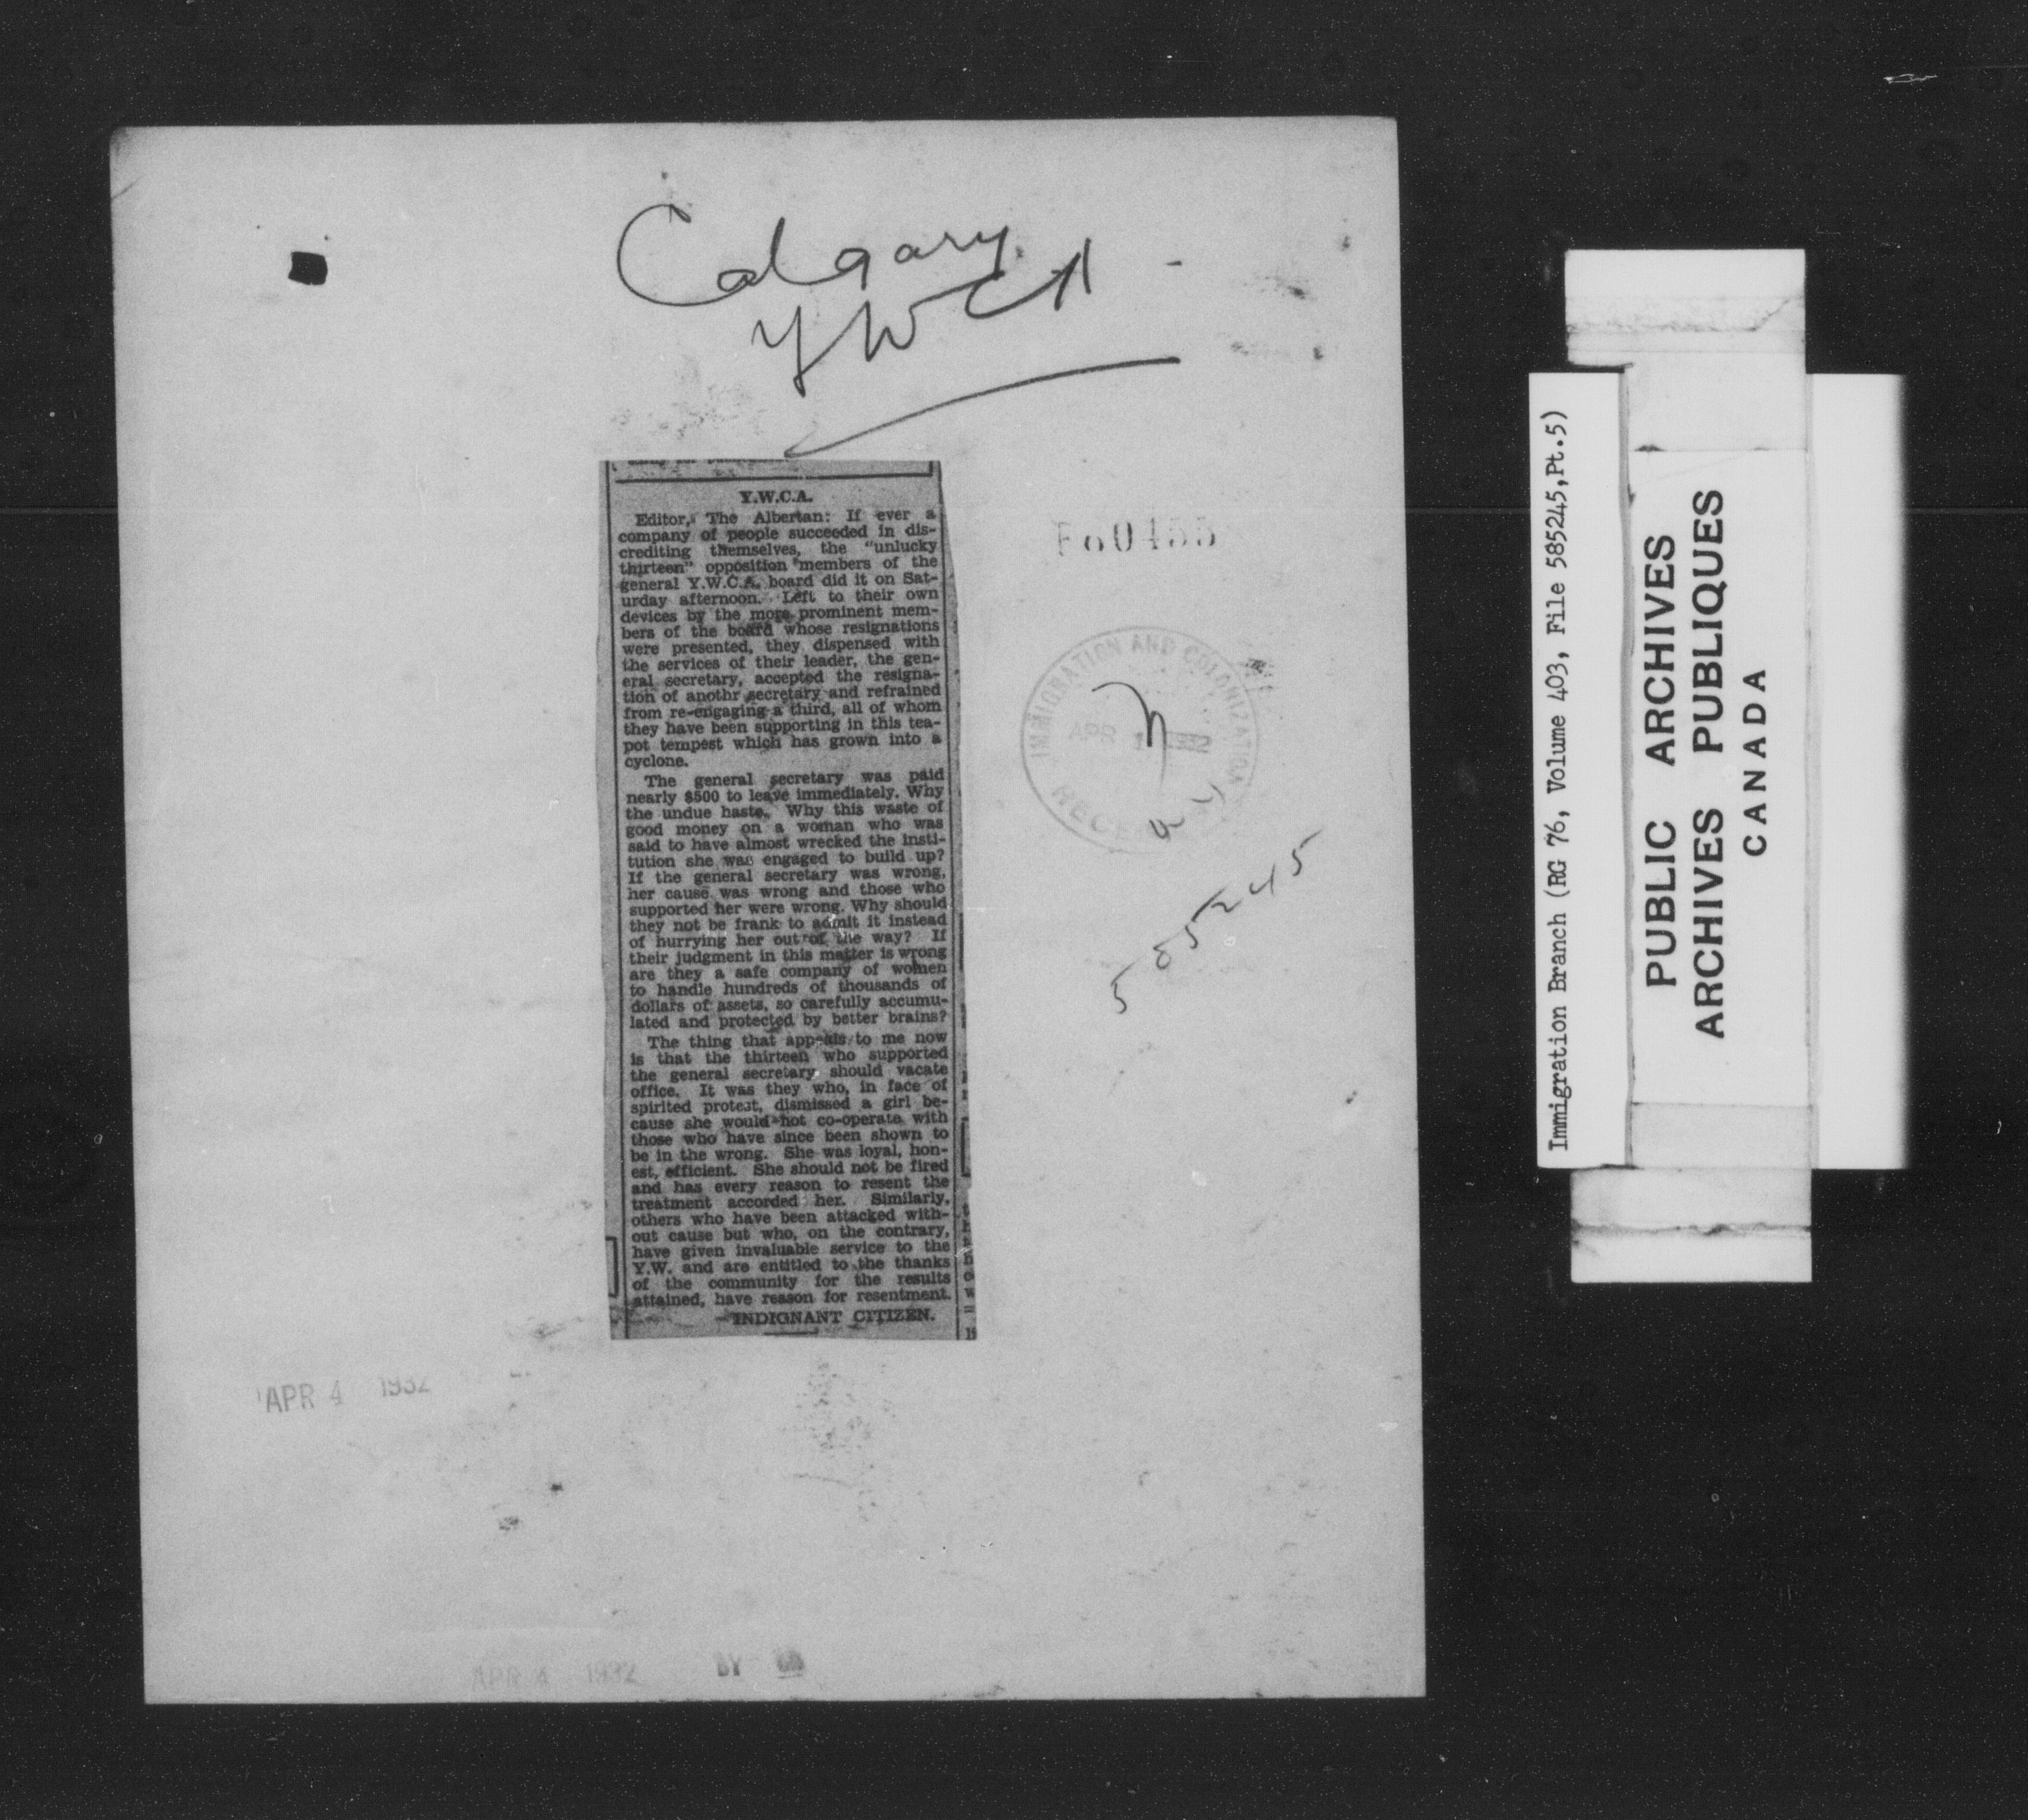 Calgary
YWCA
Y.W.C.A.
Editor, The Albertan: If ever a
company of people succeeded in dis-
crediting themselves, the "unlucky
thirteen" opposition members of the
general Y.W.C.A. board did it on Sat-
urday afternoon. Left to their own
devices by the more prominent mem-
bers of the board whose resignations
were presented, they dispensed with
the services of their leader, the gen-
eral secretary, accepted the resigna-
tion of anothr secretary and refrained
from re-engaging a third, all of whom
they have been supporting in this tea-
pot tempest which has grown into a
cyclone.
The general secretary was paid
nearly $500 to leave immediately. Why
the undue haste. Why this waste of
good money on a woman who was
said to have almost wrecked the insti-
tution she was engaged to build up?
If the general secretary was wrong,
her cause was wrong and those who
supported her were wrong. Why should
they not be frank to admit it instead
of hurrying her out of the way? If
their judgment in this matter is wrong
are they a safe company of women
to handle hundreds of thousands of
dollars of assets, so carefully accumu-
lated and protected by better brains?
The thing that appeals to me now
is that the thirteen who supported
the general secretary should vacate
office. It was they who, in face of
spirited protest, dismissed a girl be-
cause she would not co-operate with
those who have since been shown to
be in the wrong. She was loyal, hon-
est, efficient. She should not be fired
and has every reason to resent the
treatment accorded her. Similarly,
others who have been attacked with-
out cause but who, on the contrary,
have given invaluable service to the
Y.W. and are entitled to the thanks
of the community for the results
attained, have reason for resentment.
INDIGNANT CITIZEN.
IMMIGRATION AND COLONIZATION
APR 1932
585245
APR 4 1932
APR 4 1932 BY
Immigration Branch (RG 76, Volume 403, File 585245,Pt.5)
PUBLIC ARCHIVES
ARCHIVES PUBLIQUES
CANADA